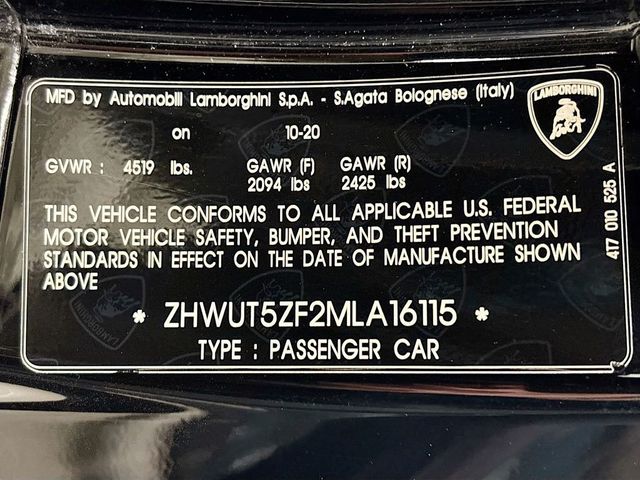 MFD by Automobili Lamborghini S.p.A. - S.Agata Bolognese (Italy)
on 10-20
GVWR : 4519 lbs. GAWR (F) GAWR (R)
2094 lbs 2425 lbs
THIS VEHICLE CONFORMS TO ALL APPLICABLE U.S. FEDERAL
MOTOR VEHICLE SAFETY, BUMPER, AND THEFT PREVENTION
STANDARDS IN EFFECT ON THE DATE OF MANUFACTURE SHOWN
ABOVE
* ZHWUT5ZF2MLA16115 *
TYPE : PASSENGER CAR
LAMBORGHINI
417 010 525 A